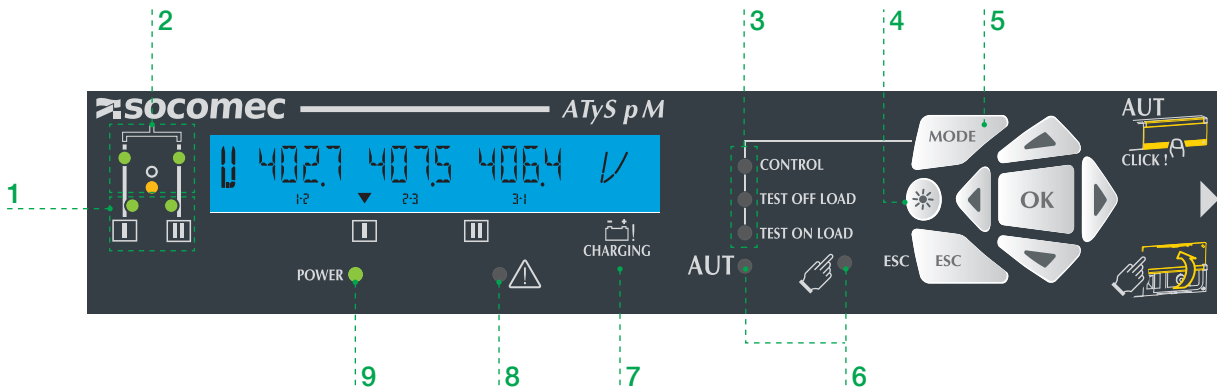 2 3 4 5
socomec ATyS p M
AUT
MODE
CLICK !
U 402.7 407.5 406.4 V
1-2 2-3 3-1
CONTROL
1
TEST OFF LOAD
OK
TEST ON LOAD
I II I II
CHARGING
AUT
ESC ESC
POWER
9 8 7 6